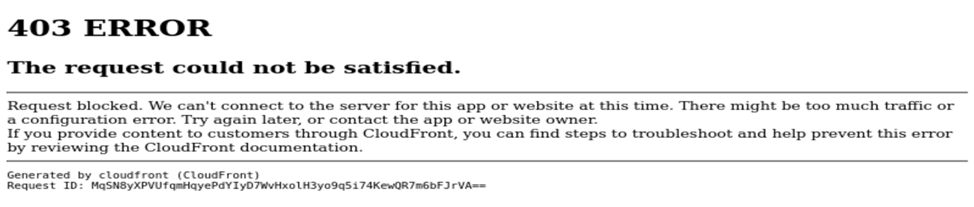 403 ERROR
The request could not be satisfied.
Request blocked. We can't connect to the server for this app or website at this time. There might be too much traffic or
a configuration error. Try again later, or contact the app or website owner.
If you provide content to customers through CloudFront, you can find steps to troubleshoot and help prevent this error
by reviewing the CloudFront documentation.
Generated by cloudfront (CloudFront)
Request ID: MqSN8yXPVUfqmHqyePdYIyD7WvHxolH3yo9q5i74KewQR7m6bFJrVA==